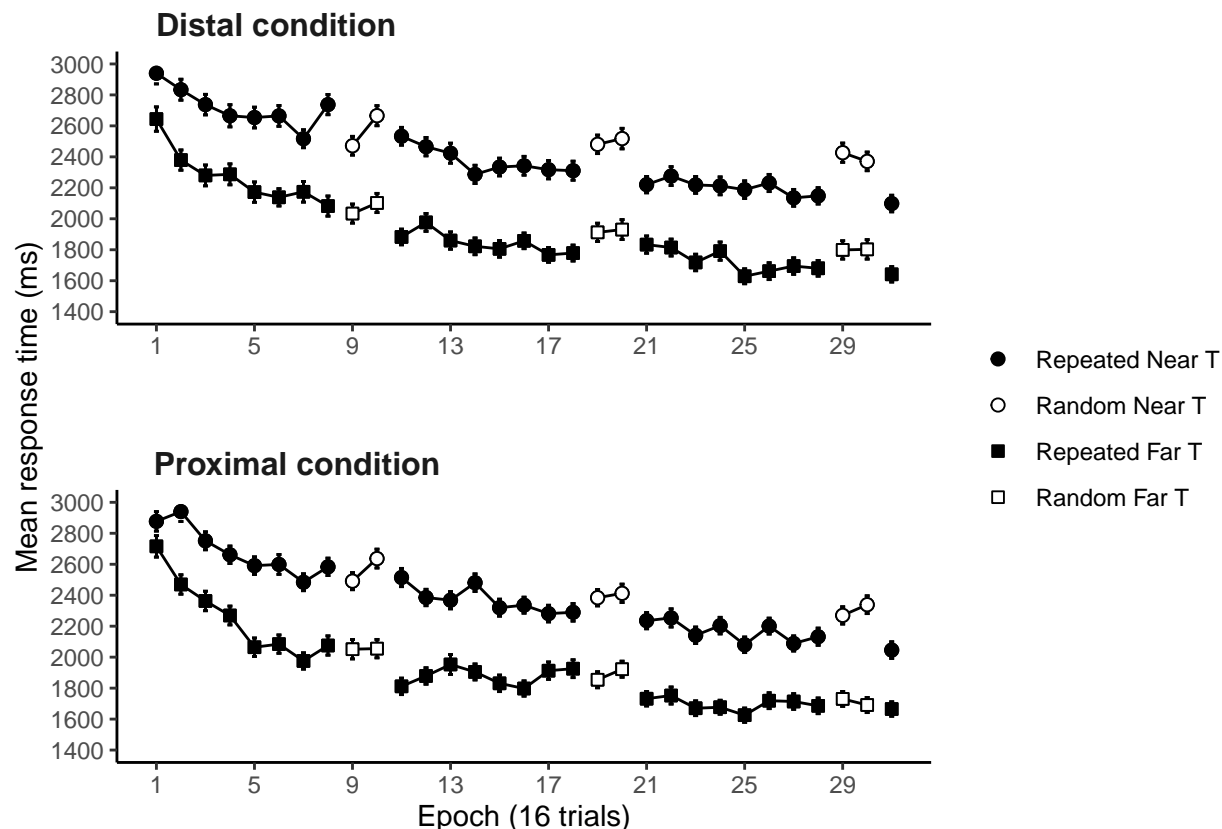 Distal condition
3000
2800
2600
2400
2200
2000
1800
1600
1400
1 5 9 13 17 21 25 29
Mean response time (ms)
Repeated Near T
Random Near T
Repeated Far T
Random Far T
Proximal condition
3000
2800
2600
2400
2200
2000
1800
1600
1400
1 5 9 13 17 21 25 29
Epoch (16 trials)